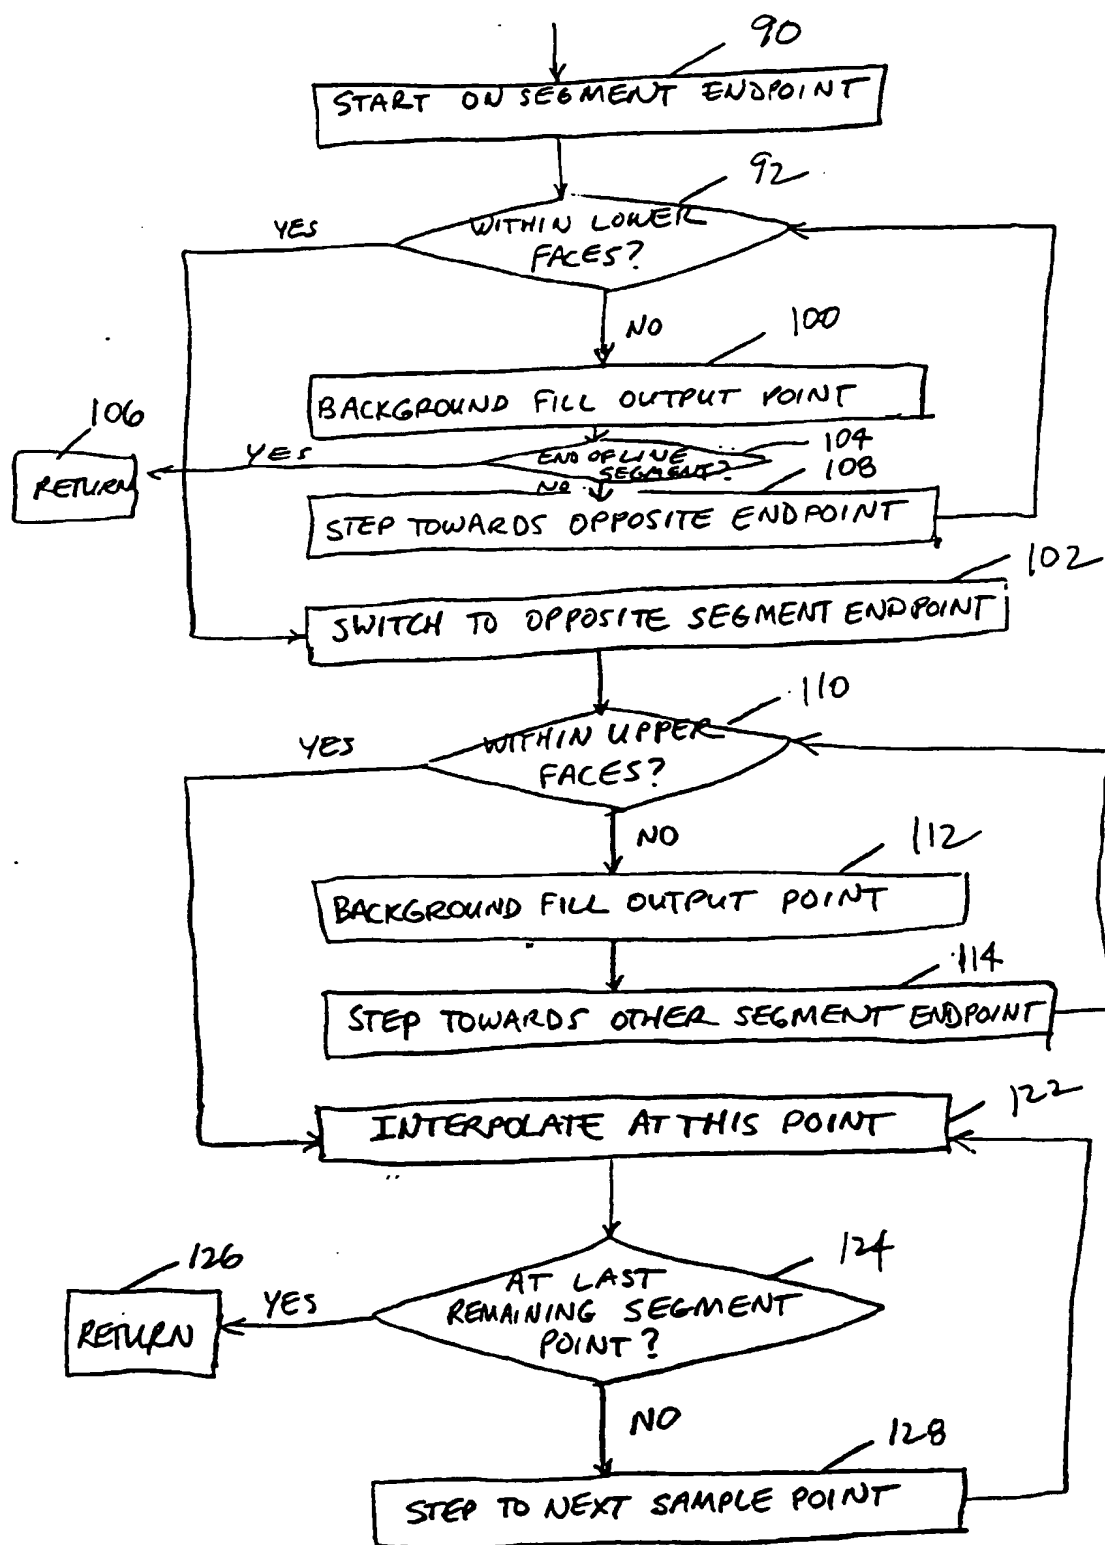 90
START ON SEGMENT ENDPOINT
92
WITHIN LOWER
FACES?
YES
NO
100
BACKGROUND FILL OUTPUT POINT
106
RETURN
YES
END OF LINE
SEGMENT?
104
NO
108
STEP TOWARDS OPPOSITE ENDPOINT
102
SWITCH TO OPPOSITE SEGMENT ENDPOINT
110
WITHIN UPPER
FACES?
YES
NO
112
BACKGROUND FILL OUTPUT POINT
114
STEP TOWARDS OTHER SEGMENT ENDPOINT
122
INTERPOLATE AT THIS POINT
126
RETURN
YES
124
AT LAST
REMAINING SEGMENT
POINT?
NO
128
STEP TO NEXT SAMPLE POINT